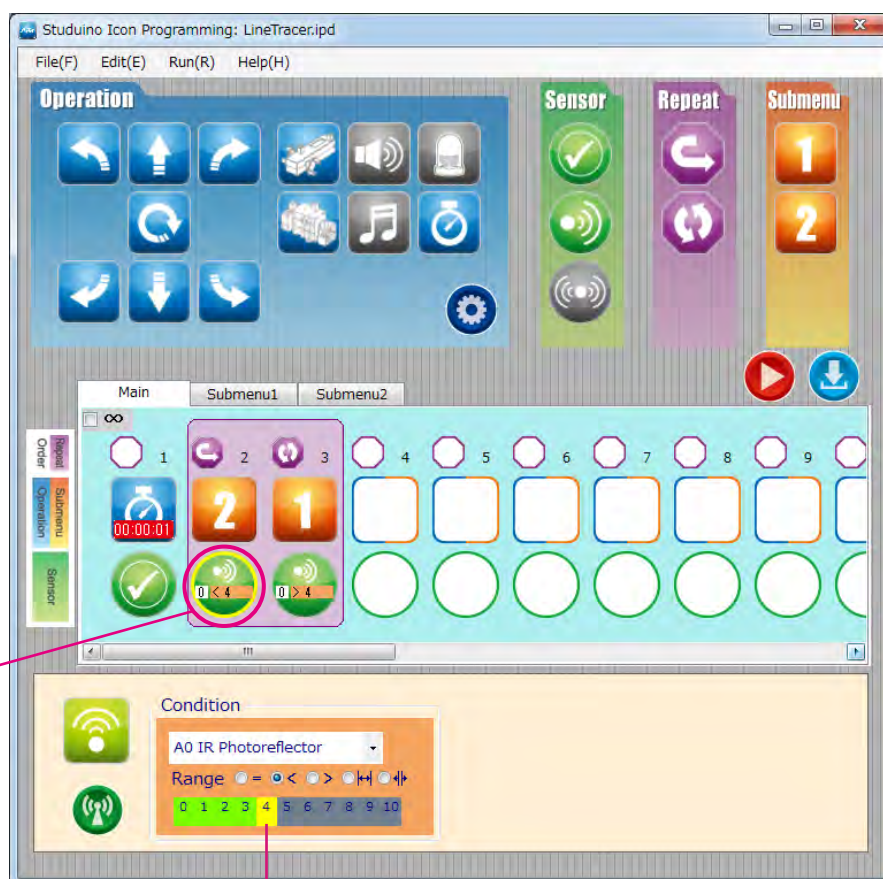 Studuino Icon Programming: LineTracer.ipd
File(F) Edit(E) Run(R) Help(H)
Operation
Sensor
Repeat
Submenu
1
2
Main Submenu1 Submenu2
∞
Repeat
Order
Submenu
Operation
Sensor
1 2 3 4 5 6 7 8 9
00:00:01 2 1
0 < 4 0 > 4
Condition
A0 IR Photoreflector
Range = < >
0 1 2 3 4 5 6 7 8 9 10